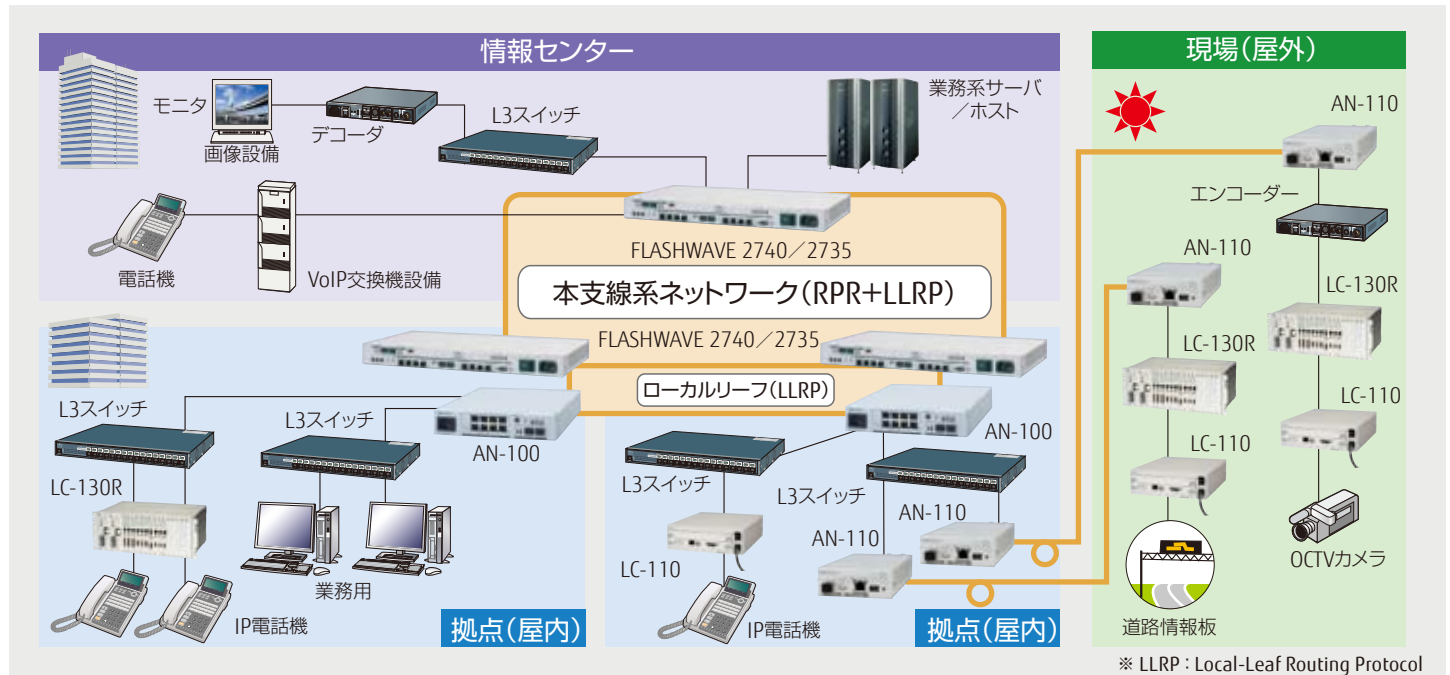 情報センター
モニタ
画像設備
デコーダ
L3スイッチ
業務系サーバ
／ホスト
電話機
VoIP交換機設備
FLASHWAVE 2740／2735
本支線系ネットワーク（RPR+LLRP）
FLASHWAVE 2740／2735
ローカルリーフ（LLRP）
L3スイッチ
L3スイッチ
AN-100
LC-130R
業務用
IP電話機
拠点（屋内）
AN-100
L3スイッチ
L3スイッチ
AN-110
AN-110
LC-110
IP電話機
拠点（屋内）
現場（屋外）
AN-110
エンコーダー
AN-110
LC-130R
LC-130R
LC-110
LC-110
OCTVカメラ
道路情報板
※ LLRP : Local-Leaf Routing Protocol